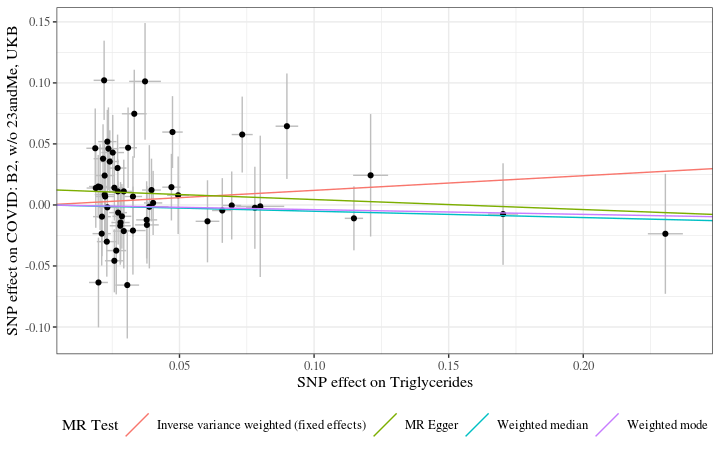 SNP effect on COVID: B2, w/o 23andMe, UKB
0.15
0.10
0.05
0.00
-0.05
-0.10
0.05 0.10 0.15 0.20
SNP effect on Triglycerides
MR Test Inverse variance weighted (fixed effects) MR Egger Weighted median Weighted mode